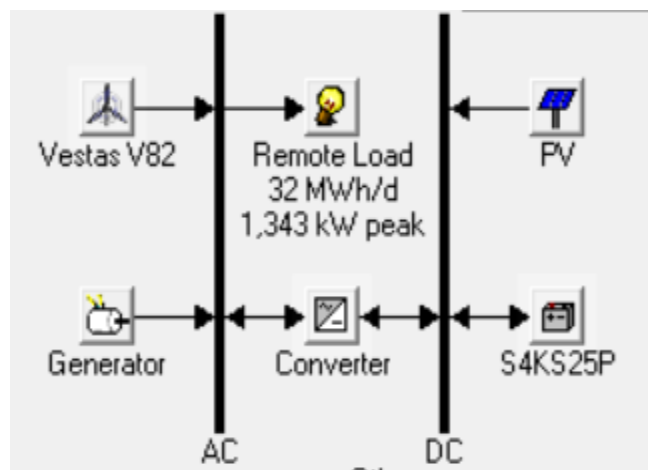 Vestas V82
Remote Load
32 MWh/d
1,343 kW peak
PV
Generator
Converter
S4KS25P
AC
DC